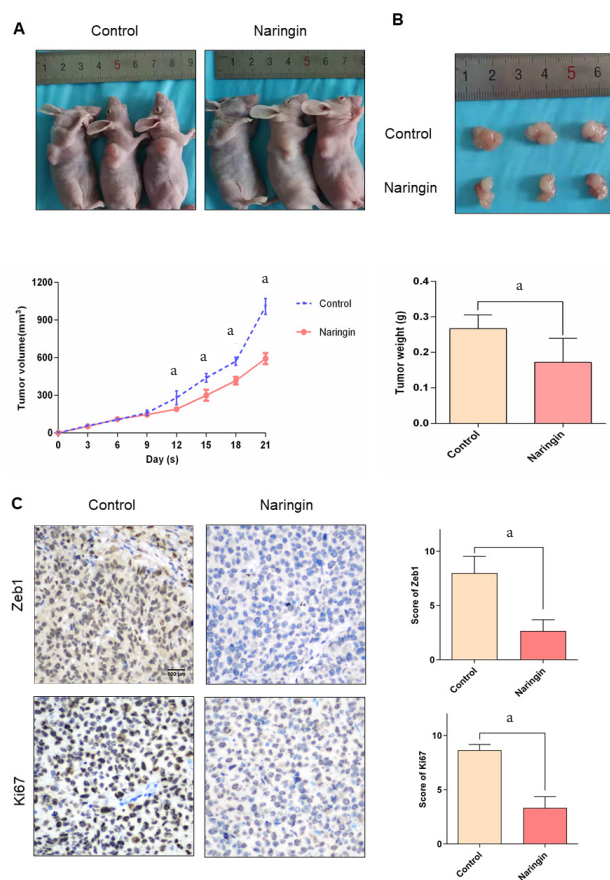 A
Control
Naringin
1 2 3 4 5 6 7 8 9
1 2 3 4 5 6 7 8
B
1 2 3 4 5 6
Control
Naringin
Tumor volume(mm³)
1200
900
600
300
0
0 3 6 9 12 15 18 21
Day (s)
a a a a
Control
Naringin
Tumor weight (g)
0.4
0.3
0.2
0.1
0.0
a
Control
Naringin
C
Control
Naringin
Zeb1
100 μm
Ki67
Score of Zeb1
10
5
0
a
Control
Naringin
Score of Ki67
10
5
0
a
Control
Naringin